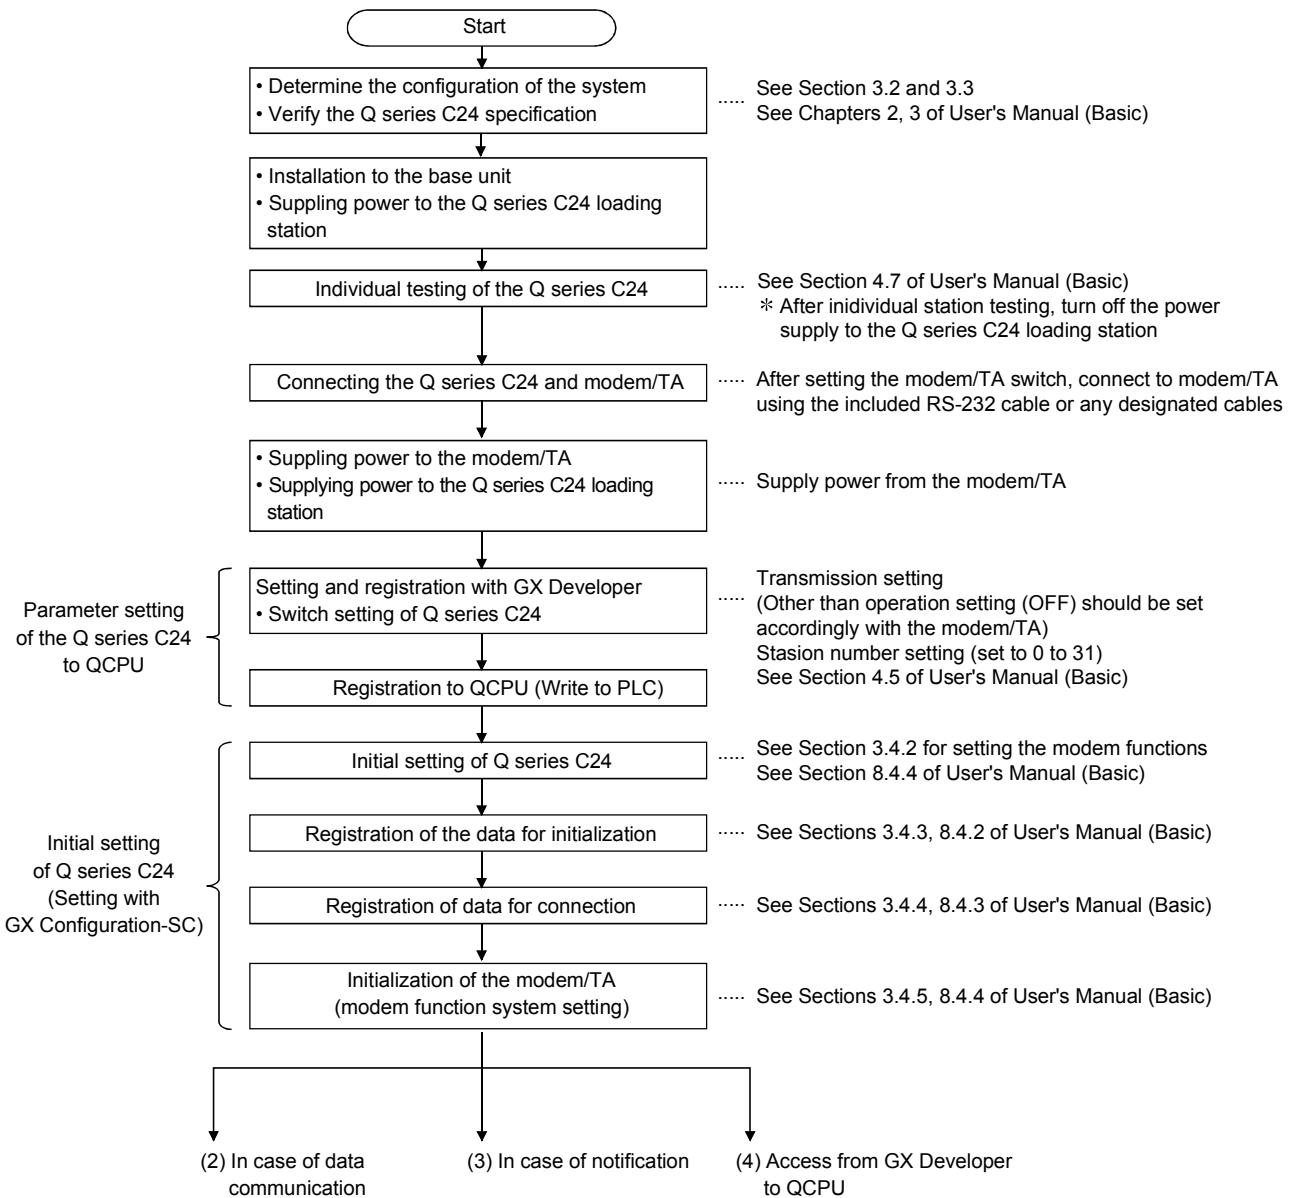 Start
• Determine the configuration of the system
• Verify the Q series C24 specification
..... See Section 3.2 and 3.3
See Chapters 2, 3 of User's Manual (Basic)
• Installation to the base unit
• Suppling power to the Q series C24 loading
station
Individual testing of the Q series C24
..... See Section 4.7 of User's Manual (Basic)
＊ After inidividual station testing, turn off the power
supply to the Q series C24 loading station
Connecting the Q series C24 and modem/TA
..... After setting the modem/TA switch, connect to modem/TA
using the included RS-232 cable or any designated cables
• Suppling power to the modem/TA
• Supplying power to the Q series C24 loading
station
..... Supply power from the modem/TA
Parameter setting
of the Q series C24
to QCPU
Setting and registration with GX Developer
• Switch setting of Q series C24
Transmission setting
..... (Other than operation setting (OFF) should be set
accordingly with the modem/TA)
Stasion number setting (set to 0 to 31)
See Section 4.5 of User's Manual (Basic)
Registration to QCPU (Write to PLC)
Initial setting
of Q series C24
(Setting with
GX Configuration-SC)
Initial setting of Q series C24
..... See Section 3.4.2 for setting the modem functions
See Section 8.4.4 of User's Manual (Basic)
Registration of the data for initialization
..... See Sections 3.4.3, 8.4.2 of User's Manual (Basic)
Registration of data for connection
..... See Sections 3.4.4, 8.4.3 of User's Manual (Basic)
Initialization of the modem/TA
(modem function system setting)
..... See Sections 3.4.5, 8.4.4 of User's Manual (Basic)
(2) In case of data
communication
(3) In case of notification
(4) Access from GX Developer
to QCPU